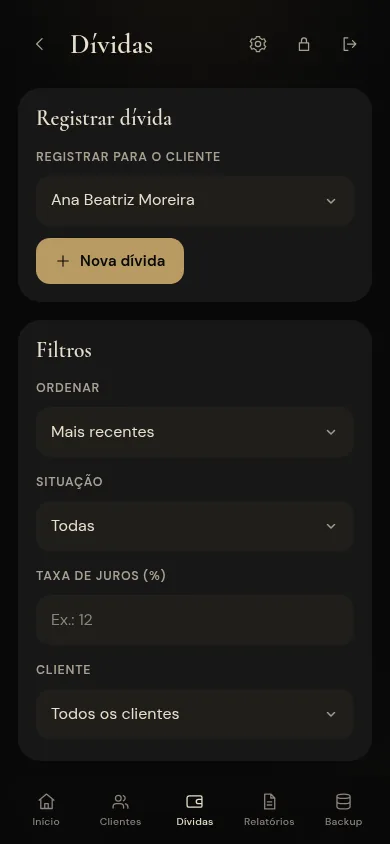 Dívidas
Registrar dívida
REGISTRAR PARA O CLIENTE
Ana Beatriz Moreira
Nova dívida
Filtros
ORDENAR
Mais recentes
SITUAÇÃO
Todas
TAXA DE JUROS (%)
Ex.: 12
CLIENTE
Todos os clientes
Início Clientes Dívidas Relatórios Backup